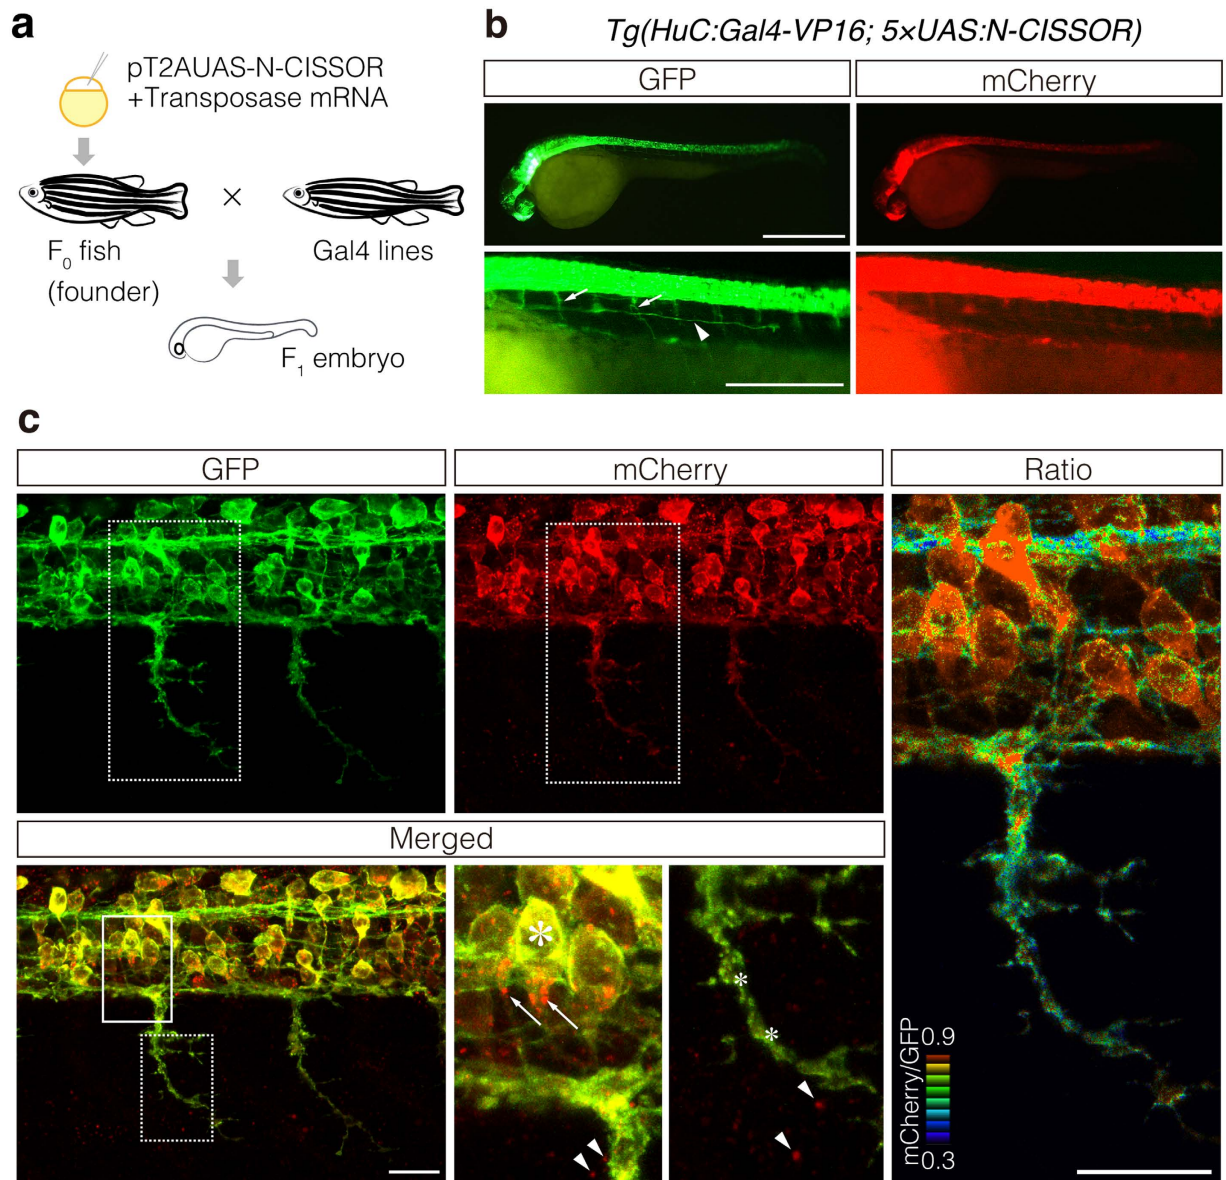 a
pT2AUAS-N-CISSOR
+Transposase mRNA
×
F0 fish
(founder)
Gal4 lines
F1 embryo
b
Tg(HuC:Gal4-VP16; 5×UAS:N-CISSOR)
GFP
mCherry
c
GFP
mCherry
Ratio
Merged
*
*
*
mCherry/GFP
0.9
0.3